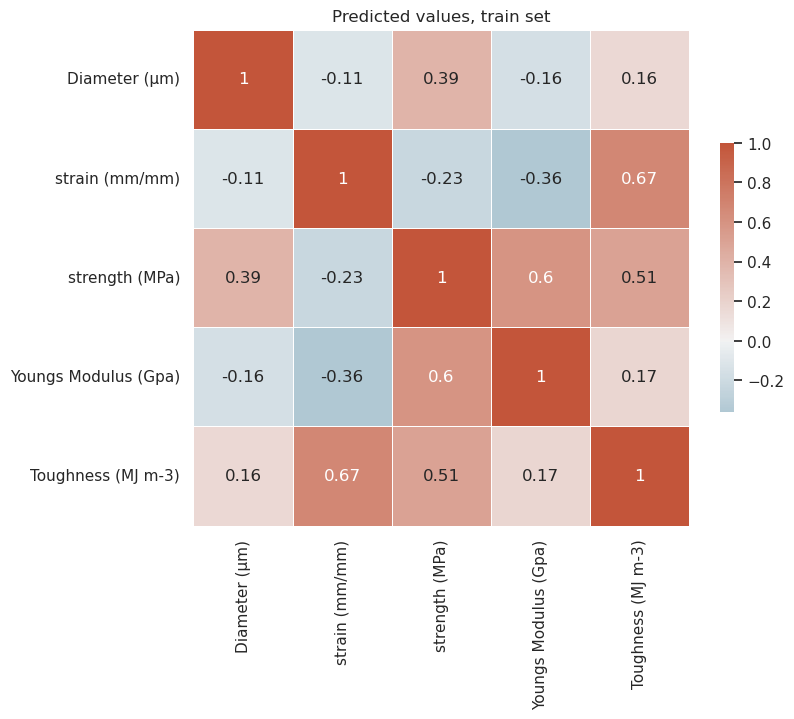 Predicted values, train set
Diameter (μm) 1 -0.11 0.39 -0.16 0.16
strain (mm/mm) -0.11 1 -0.23 -0.36 0.67
strength (MPa) 0.39 -0.23 1 0.6 0.51
Youngs Modulus (Gpa) -0.16 -0.36 0.6 1 0.17
Toughness (MJ m-3) 0.16 0.67 0.51 0.17 1
Diameter (μm)
strain (mm/mm)
strength (MPa)
Youngs Modulus (Gpa)
Toughness (MJ m-3)
1.0
0.8
0.6
0.4
0.2
0.0
−0.2